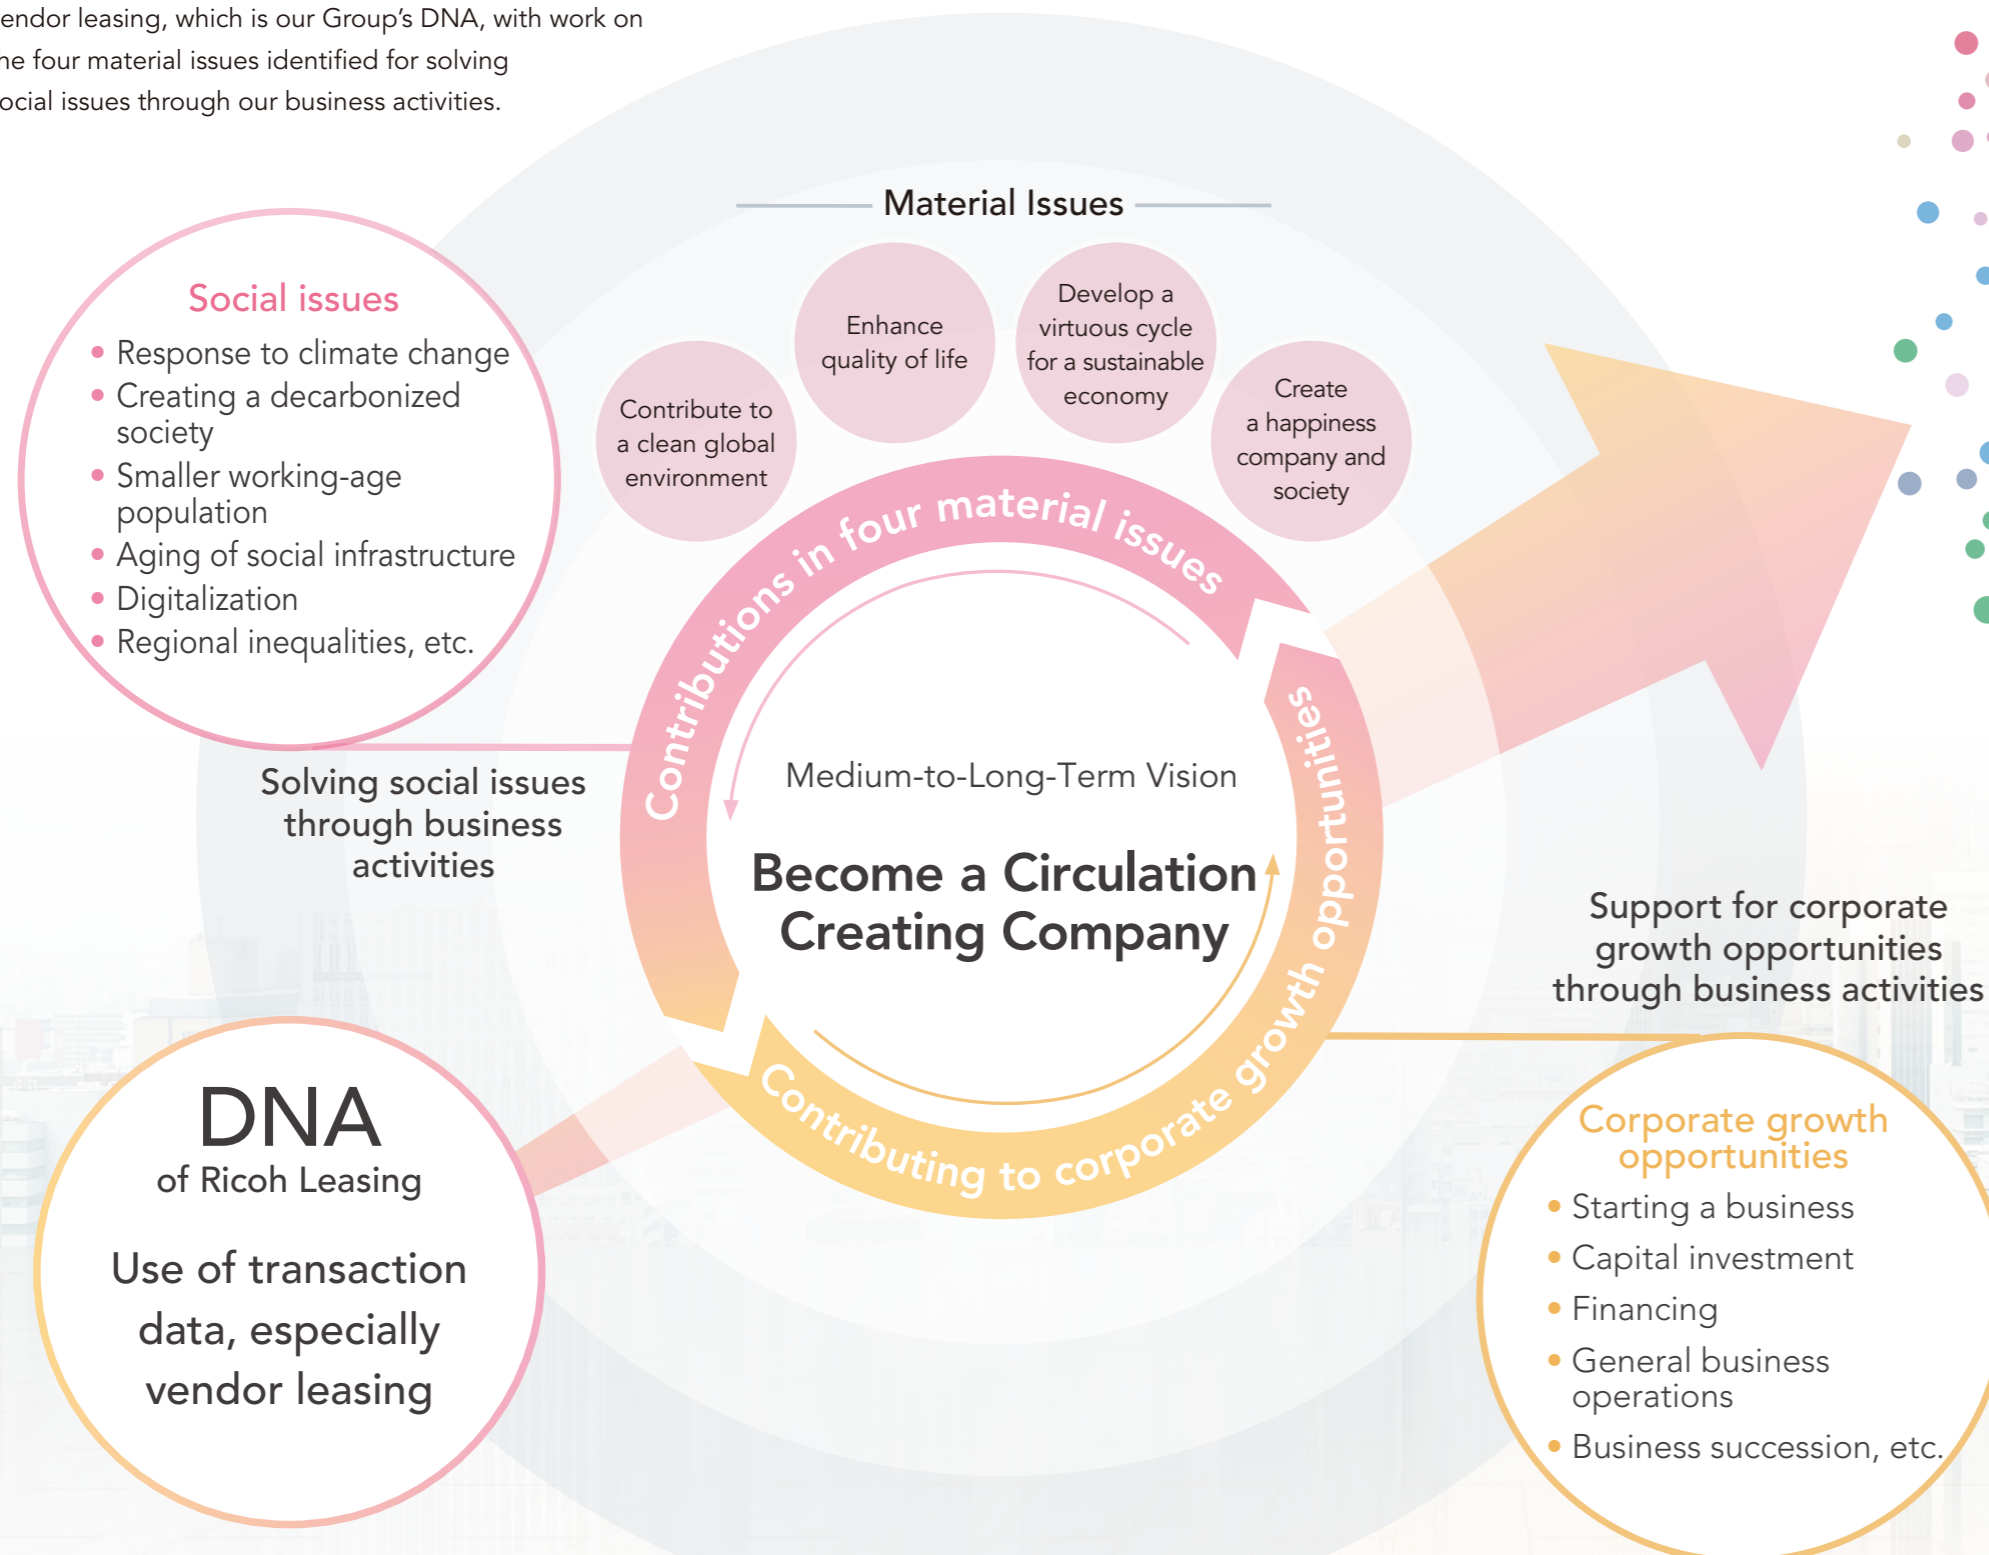 endor leasing, which is our Group's DNA, with work on
he four material issues identified for solving
ocial issues through our business activities.
Material Issues
Contribute to
a clean global
environment
Enhance
quality of life
Develop a
virtuous cycle
for a sustainable
economy
Create
a happiness
company and
society
Social issues
• Response to climate change
• Creating a decarbonized
society
• Smaller working-age
population
• Aging of social infrastructure
• Digitalization
• Regional inequalities, etc.
Solving social issues
through business
activities
Contributions in four material issues
Medium-to-Long-Term Vision
Become a Circulation
Creating Company
Contributing to corporate growth opportunities
DNA
of Ricoh Leasing
Use of transaction
data, especially
vendor leasing
Support for corporate
growth opportunities
through business activities
Corporate growth
opportunities
• Starting a business
• Capital investment
• Financing
• General business
operations
• Business succession, etc.